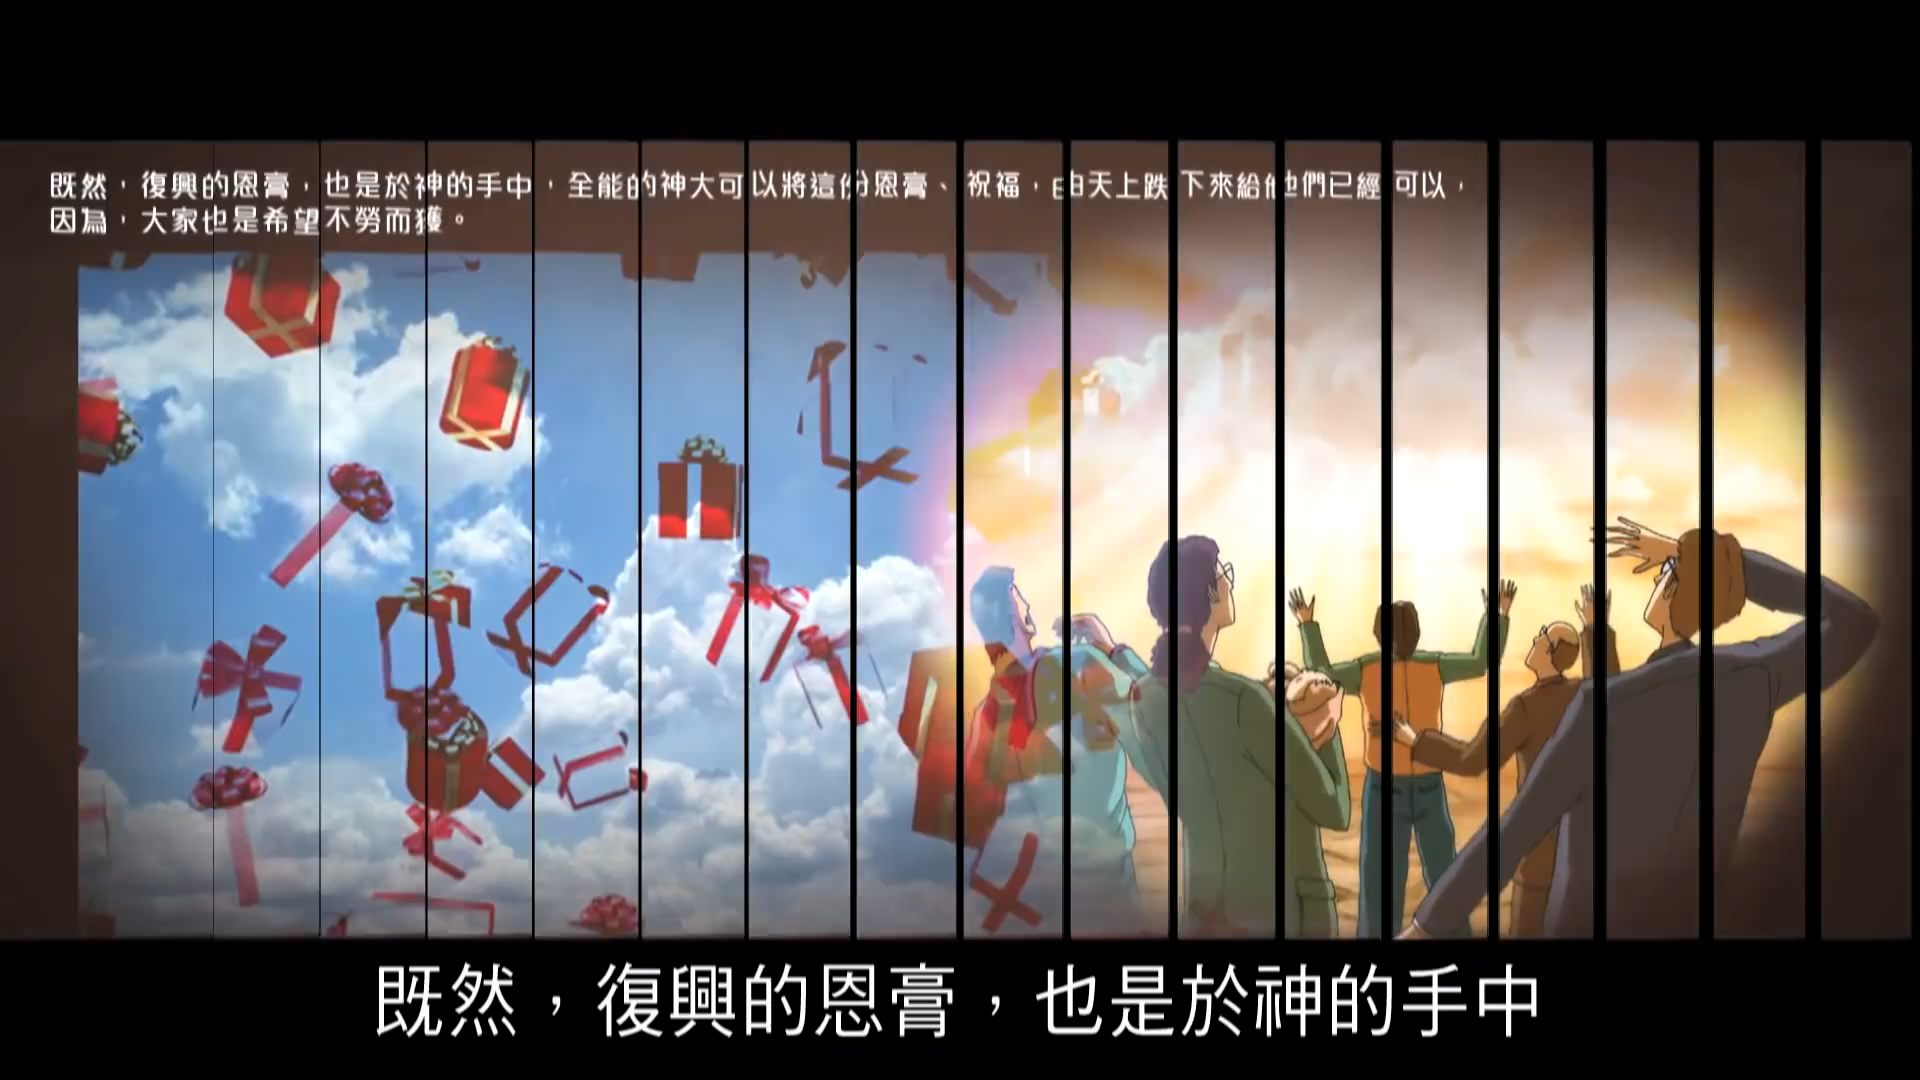 既然，復興的恩膏，也是於神的手中，全能的神大可以將這份恩膏、祝福，由天上跌下來給他們已經可以，
因為，大家也是希望不勞而獲。
既然，復興的恩膏，也是於神的手中